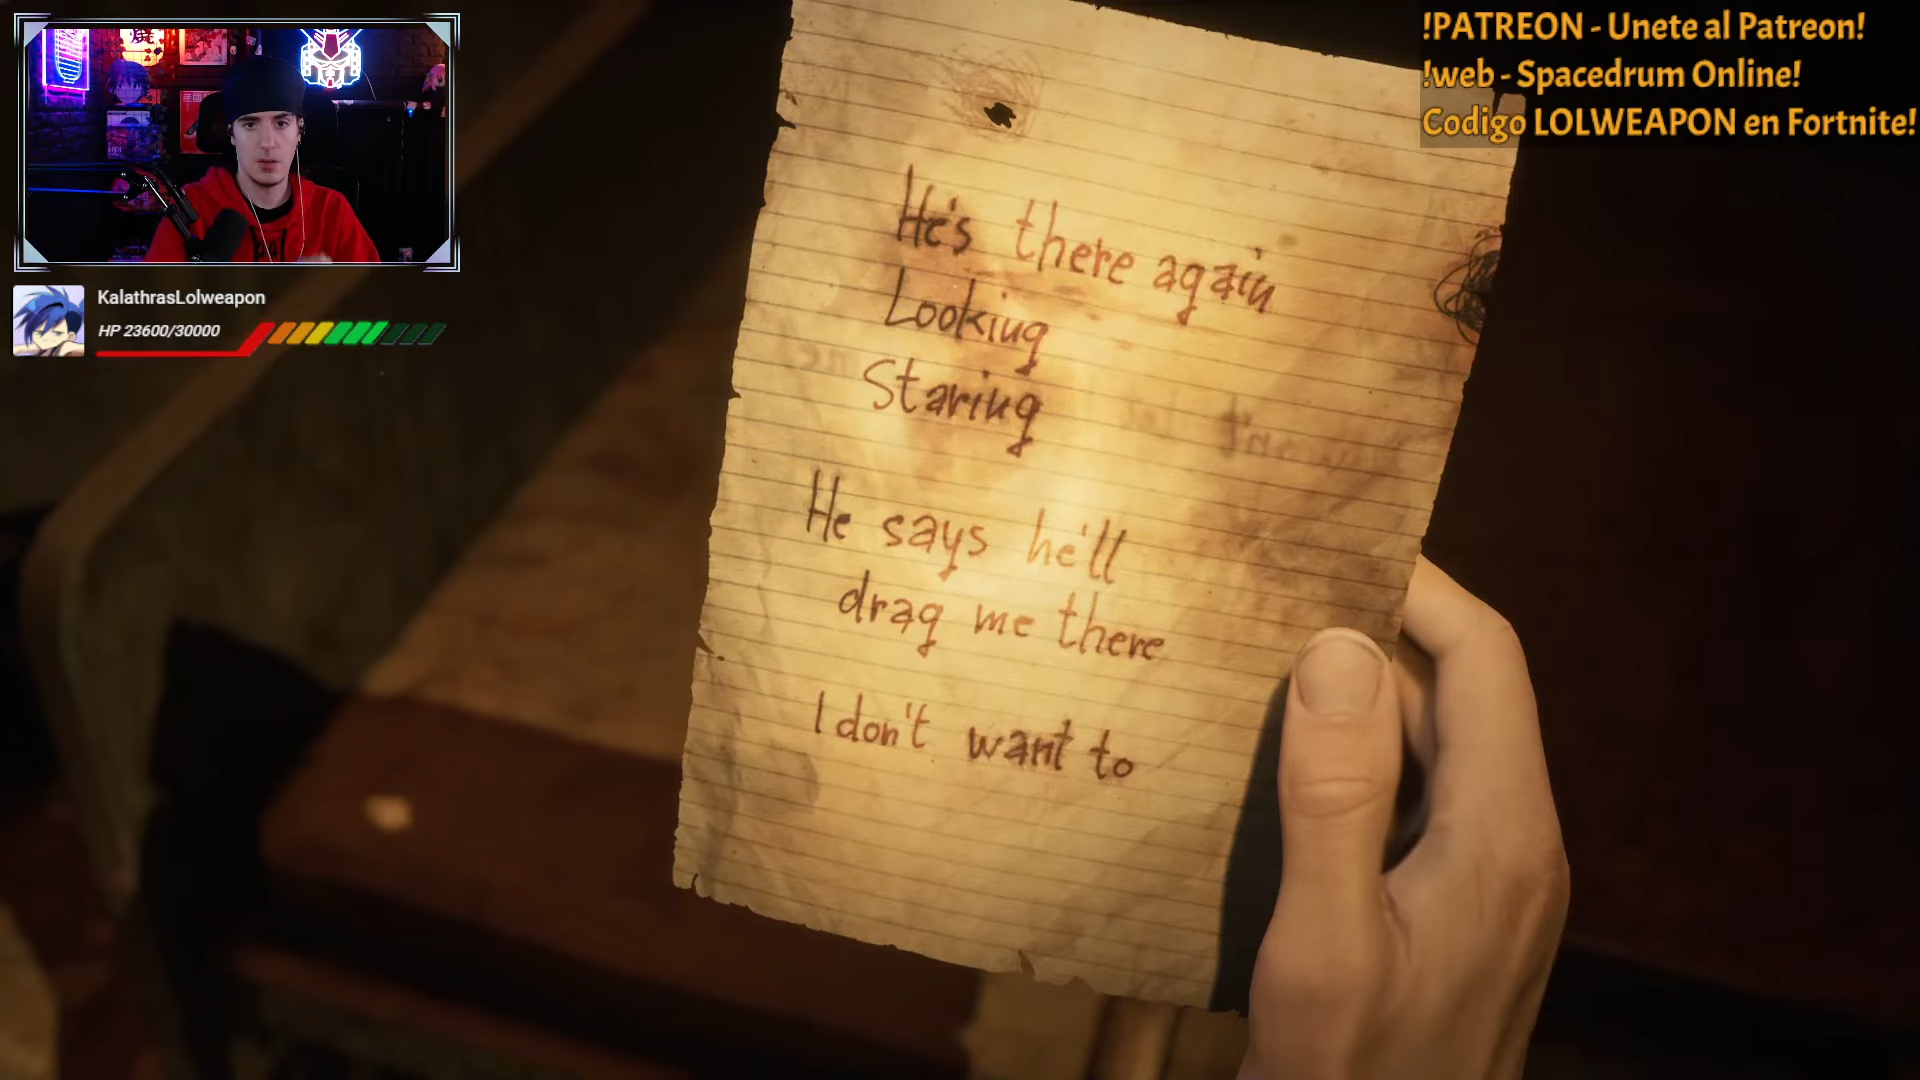 !PATREON - Unete al Patreon!
!web - Spacedrum Online!
Codigo LOLWEAPON en Fortnite!
KalathrasLolweapon
HP 23600/30000
He's there again
Looking
Staring
He says he'll
drag me there
I don't want to